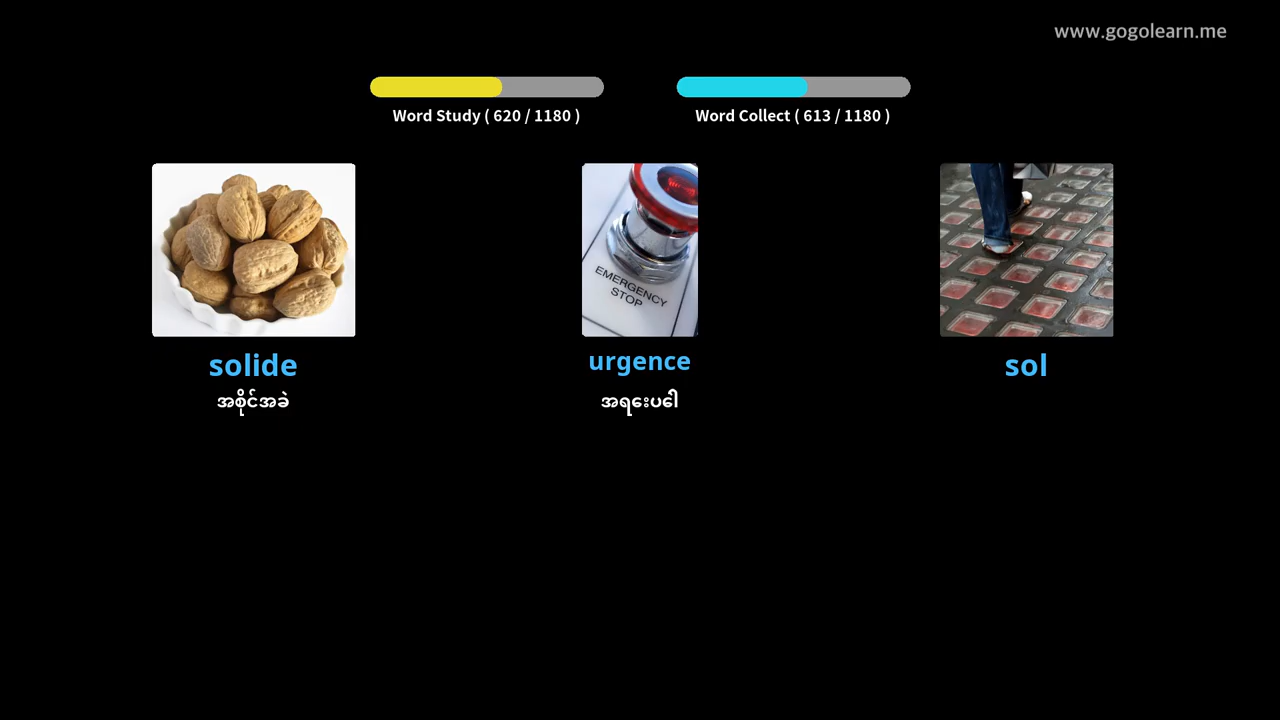 www.gogolearn.me
Word Study ( 620 / 1180 )
Word Collect ( 613 / 1180 )
EMERGENCY
STOP
solide
urgence
sol
အစိုင်အခဲ
အရေးပေါ်